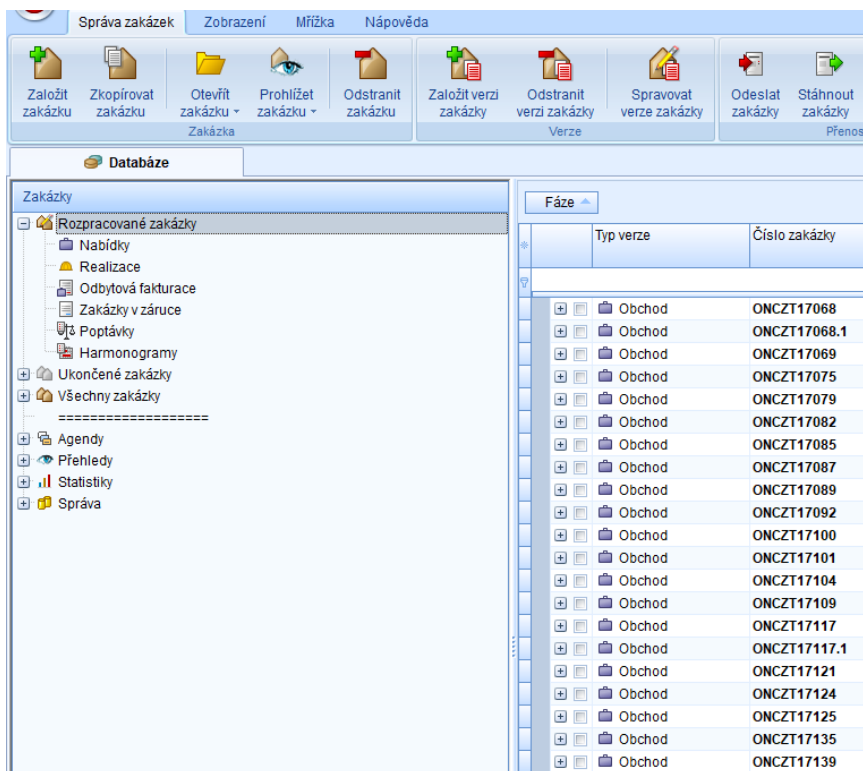 Správa zakázek Zobrazení Mřížka Nápověda
Založit zakázku
Zkopírovat zakázku
Otevřít zakázku
Prohlížet zakázku
Odstranit zakázku
Založit verzi zakázky
Odstranit verzi zakázky
Spravovat verze zakázky
Odeslat zakázky
Stáhnout zakázky
Zakázka Verze Přenos
Databáze
Zakázky
Rozpracované zakázky
Nabídky
Realizace
Odbytová fakturace
Zakázky v záruce
Poptávky
Harmonogramy
Ukončené zakázky
Všechny zakázky
===================
Agendy
Přehledy
Statistiky
Správa
Fáze
Typ verze Číslo zakázky
Obchod ONCZT17068
Obchod ONCZT17068.1
Obchod ONCZT17069
Obchod ONCZT17075
Obchod ONCZT17079
Obchod ONCZT17082
Obchod ONCZT17085
Obchod ONCZT17087
Obchod ONCZT17089
Obchod ONCZT17092
Obchod ONCZT17100
Obchod ONCZT17101
Obchod ONCZT17104
Obchod ONCZT17109
Obchod ONCZT17117
Obchod ONCZT17117.1
Obchod ONCZT17121
Obchod ONCZT17124
Obchod ONCZT17125
Obchod ONCZT17135
Obchod ONCZT17139